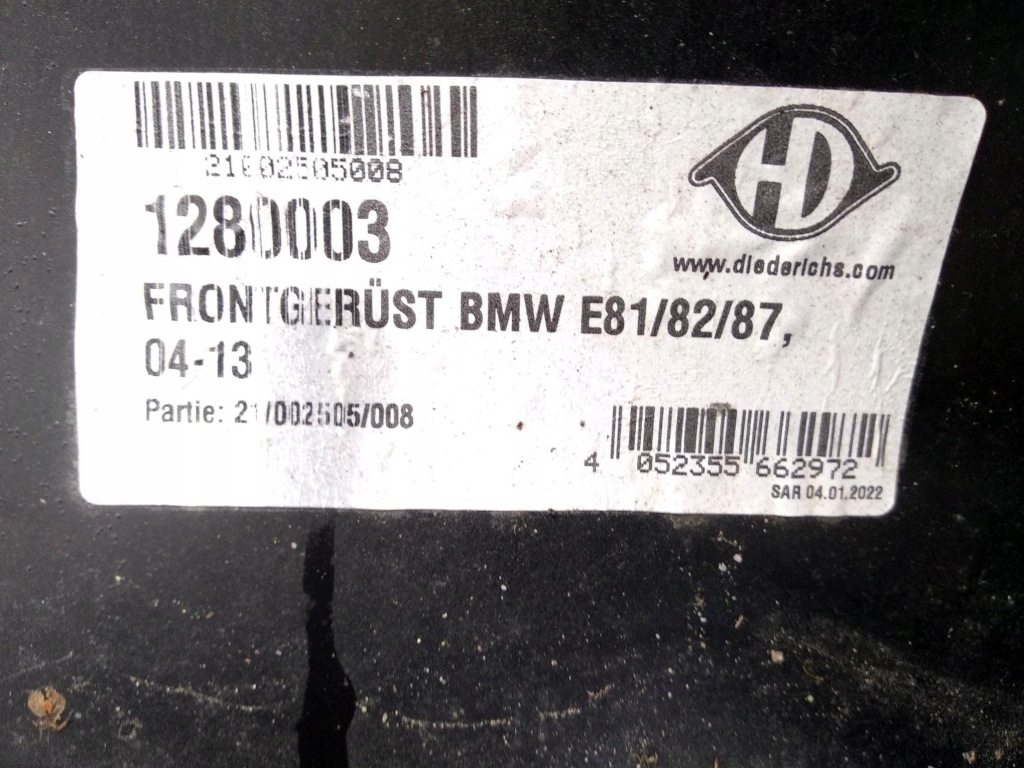 21002505008
HD
1280003
www.diederichs.com
FRONTGERÜST BMW E81/82/87,
04-13
Partie: 21/002505/008
4 052355 662972
SAR 04.01.2022